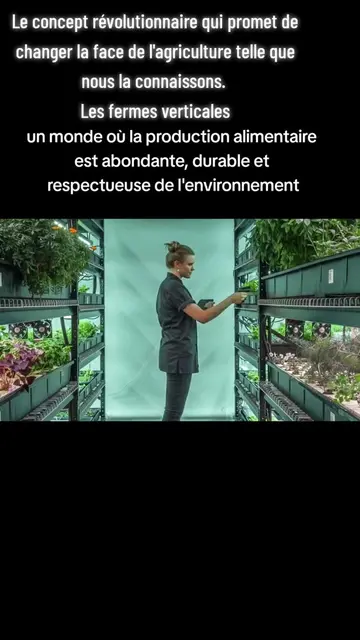 Le concept révolutionnaire qui promet de
changer la face de l'agriculture telle que
nous la connaissons.
Les fermes verticales
un monde où la production alimentaire
est abondante, durable et
respectueuse de l'environnement